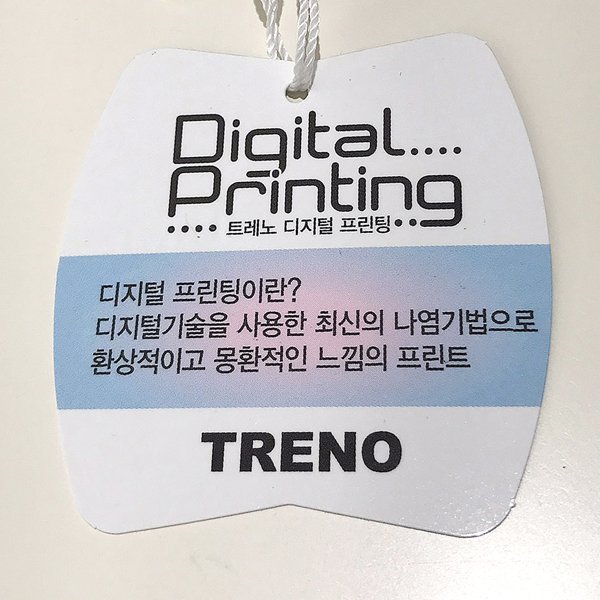 Digital....
Printing
....트레노 디지털 프린팅..
디지털 프린팅이란?
디지털기술을 사용한 최신의 나염기법으로
환상적이고 몽환적인 느낌의 프린트
TRENO